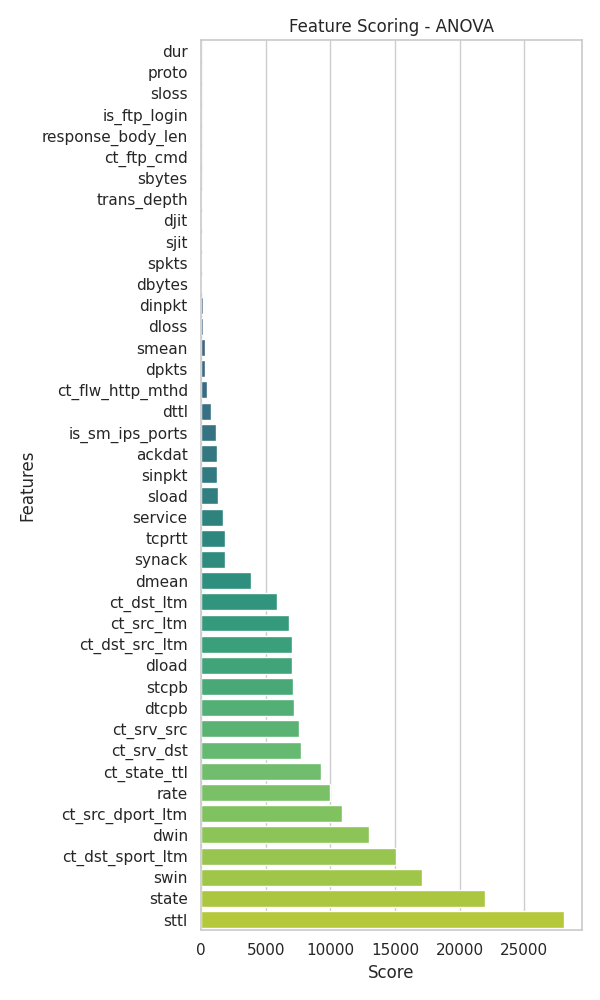 Feature Scoring - ANOVA
dur
proto
sloss
is_ftp_login
response_body_len
ct_ftp_cmd
sbytes
trans_depth
djit
sjit
spkts
dbytes
dinpkt
dloss
smean
dpkts
ct_flw_http_mthd
dttl
is_sm_ips_ports
ackdat
sinpkt
sload
service
tcprtt
synack
dmean
ct_dst_ltm
ct_src_ltm
ct_dst_src_ltm
dload
stcpb
dtcpb
ct_srv_src
ct_srv_dst
ct_state_ttl
rate
ct_src_dport_ltm
dwin
ct_dst_sport_ltm
swin
state
sttl
Features
0 5000 10000 15000 20000 25000
Score